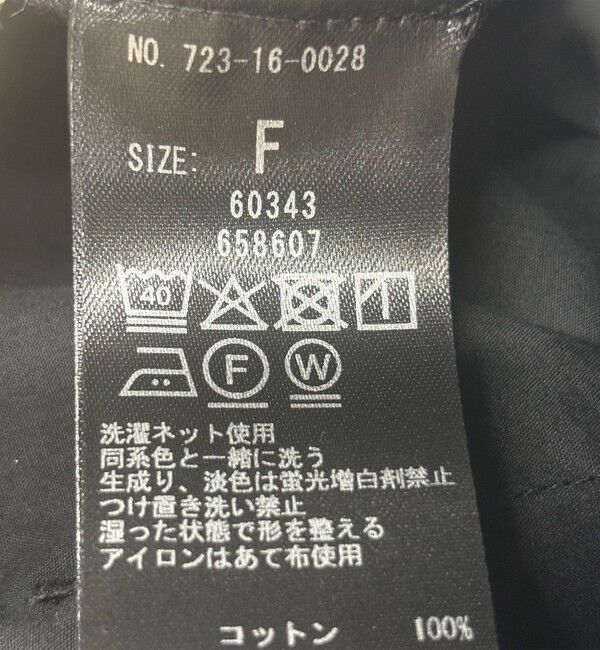 NO. 723-16-0028
SIZE: F
60343
658607
40
F W
洗濯ネット使用
同系色と一緒に洗う
生成り、淡色は蛍光増白剤禁止
つけ置き洗い禁止
湿った状態で形を整える
アイロンはあて布使用
コットン 100%